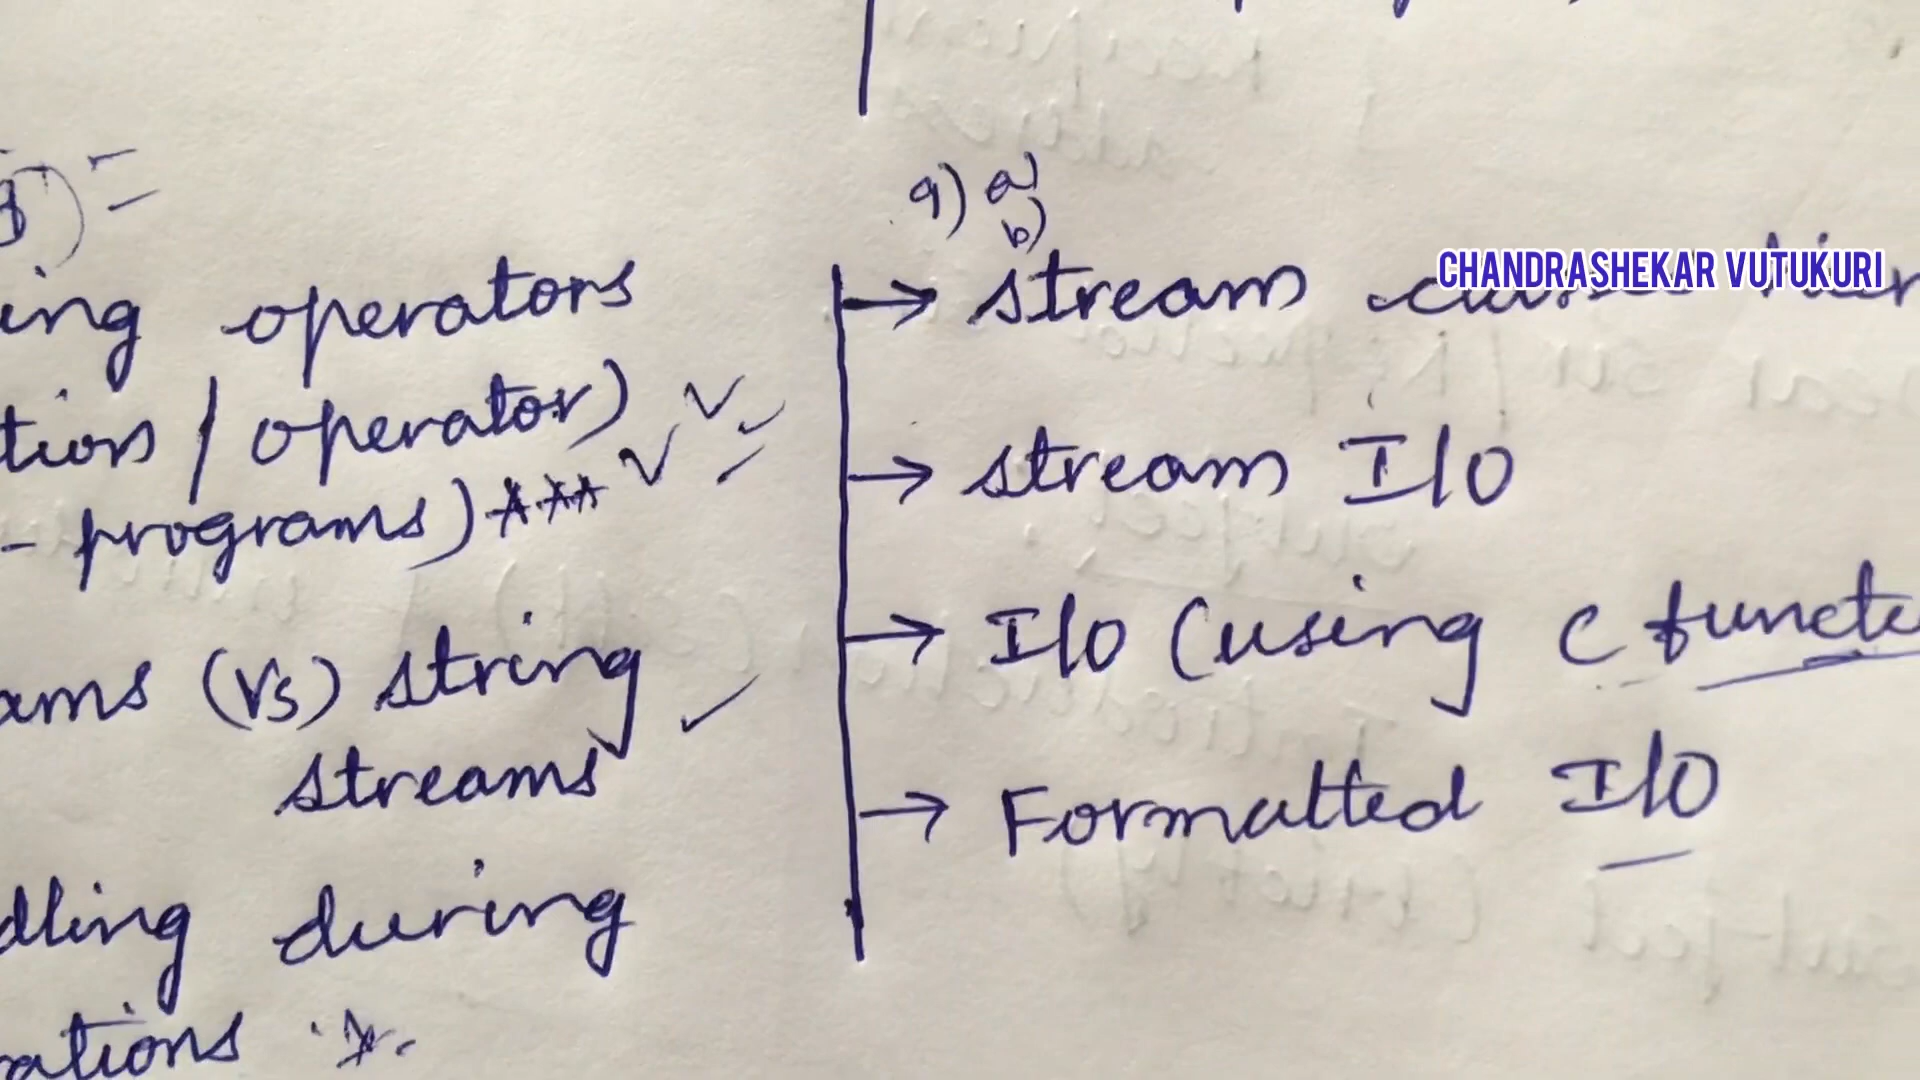 ing operators
tion / operator)
- programs) ***
ams (Vs) string
streams
dling during
ations *
9) a)
b)
→ stream
CHANDRASHEKAR VUTUKURI
→ stream I/O
→ I/O (using C functi
→ Formatted I/O